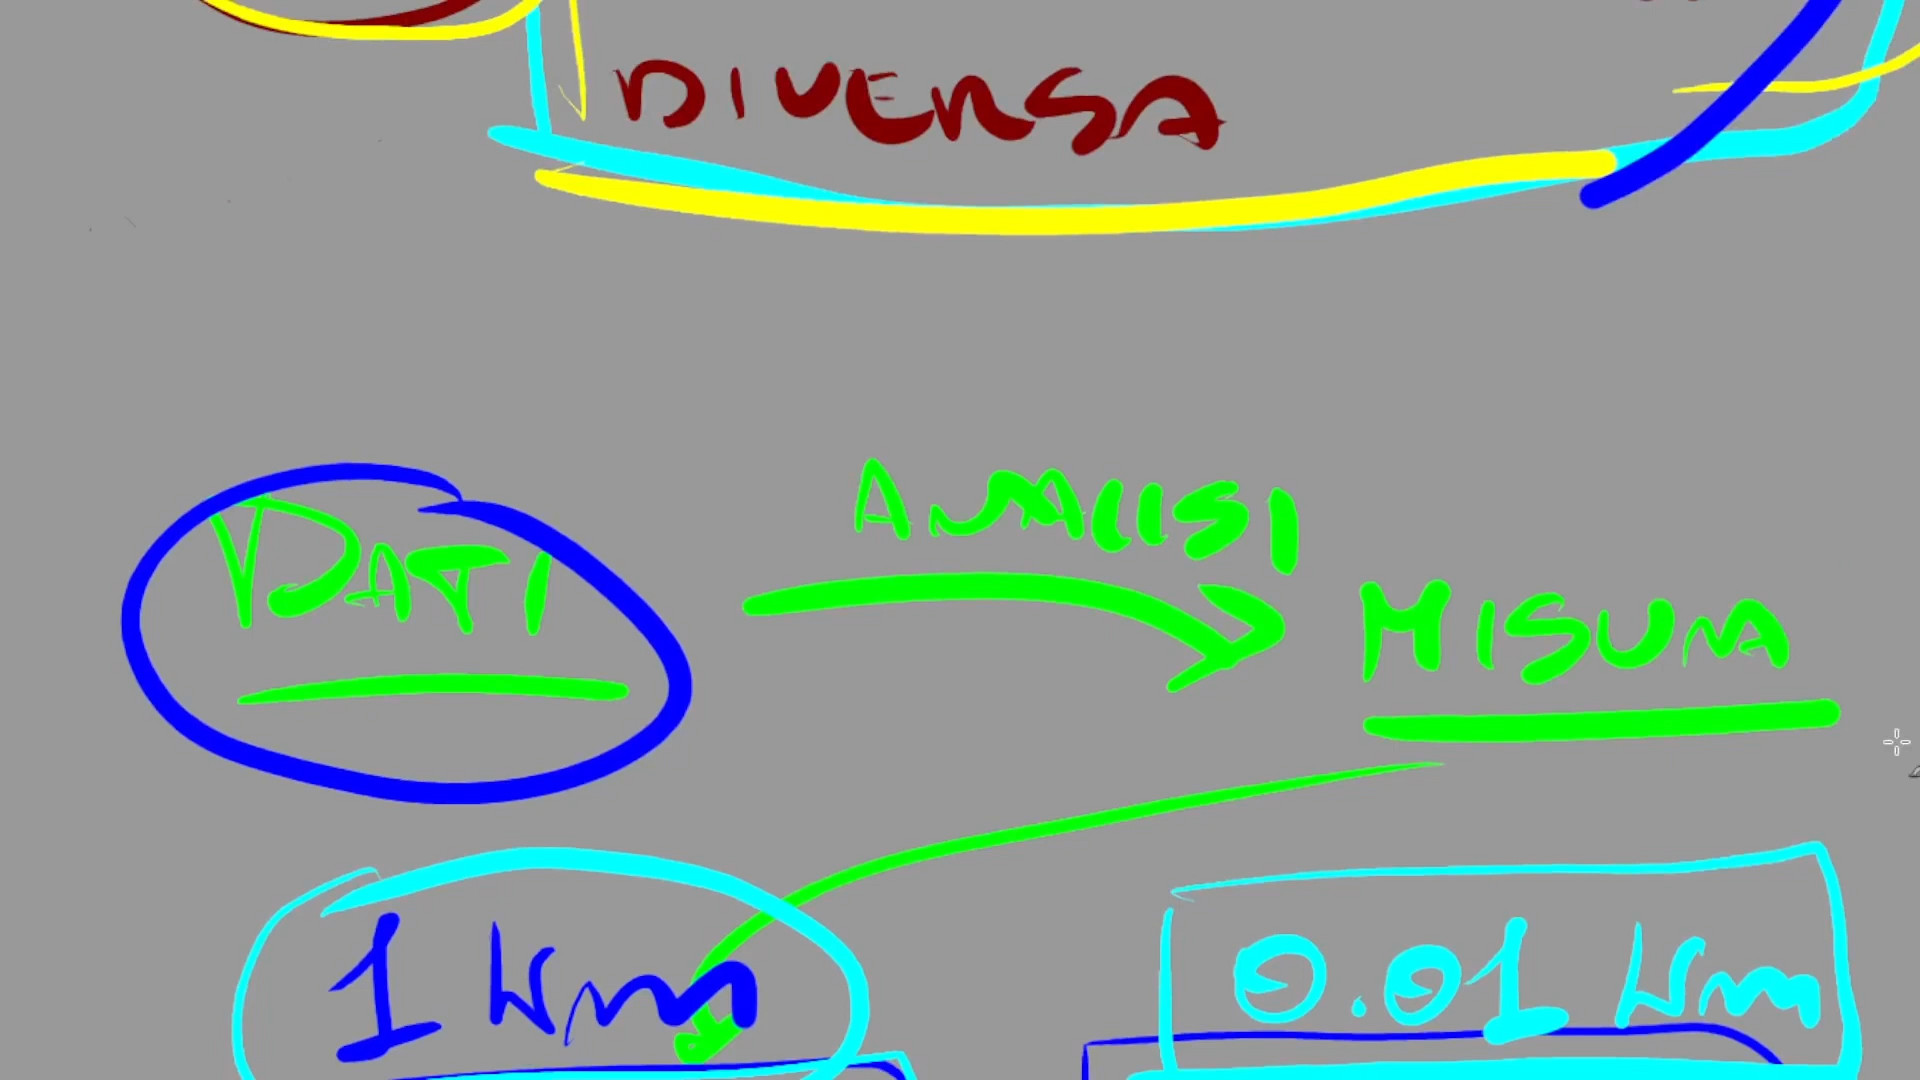 DIVERSA
ANALISI
DATI
MISURA
1 Km
0.01 Km